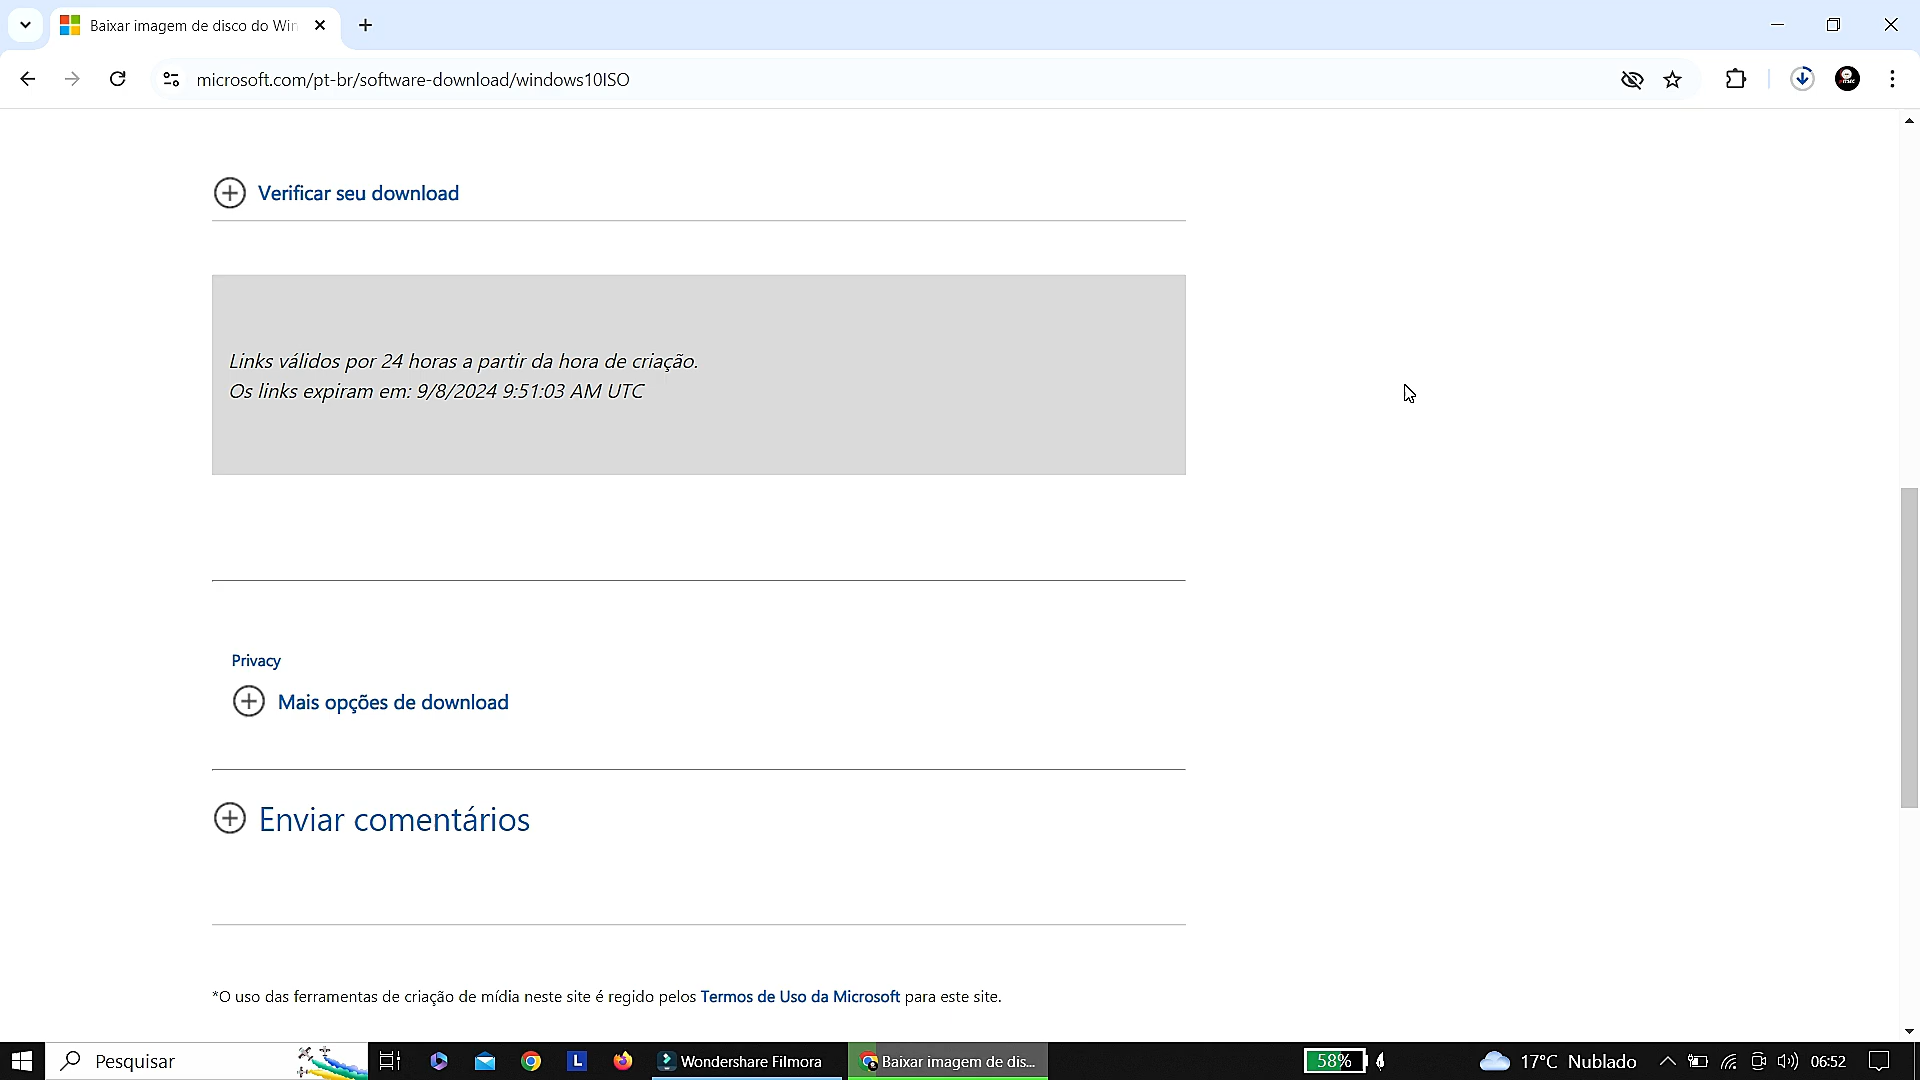 Baixar imagem de disco do Win
microsoft.com/pt-br/software-download/windows10ISO
Verificar seu download
Links válidos por 24 horas a partir da hora de criação.
Os links expiram em: 9/8/2024 9:51:03 AM UTC
Privacy
Mais opções de download
Enviar comentários
*O uso das ferramentas de criação de mídia neste site é regido pelos Termos de Uso da Microsoft para este site.
Pesquisar
L
Wondershare Filmora
Baixar imagem de dis...
58%
17°C Nublado
06:52